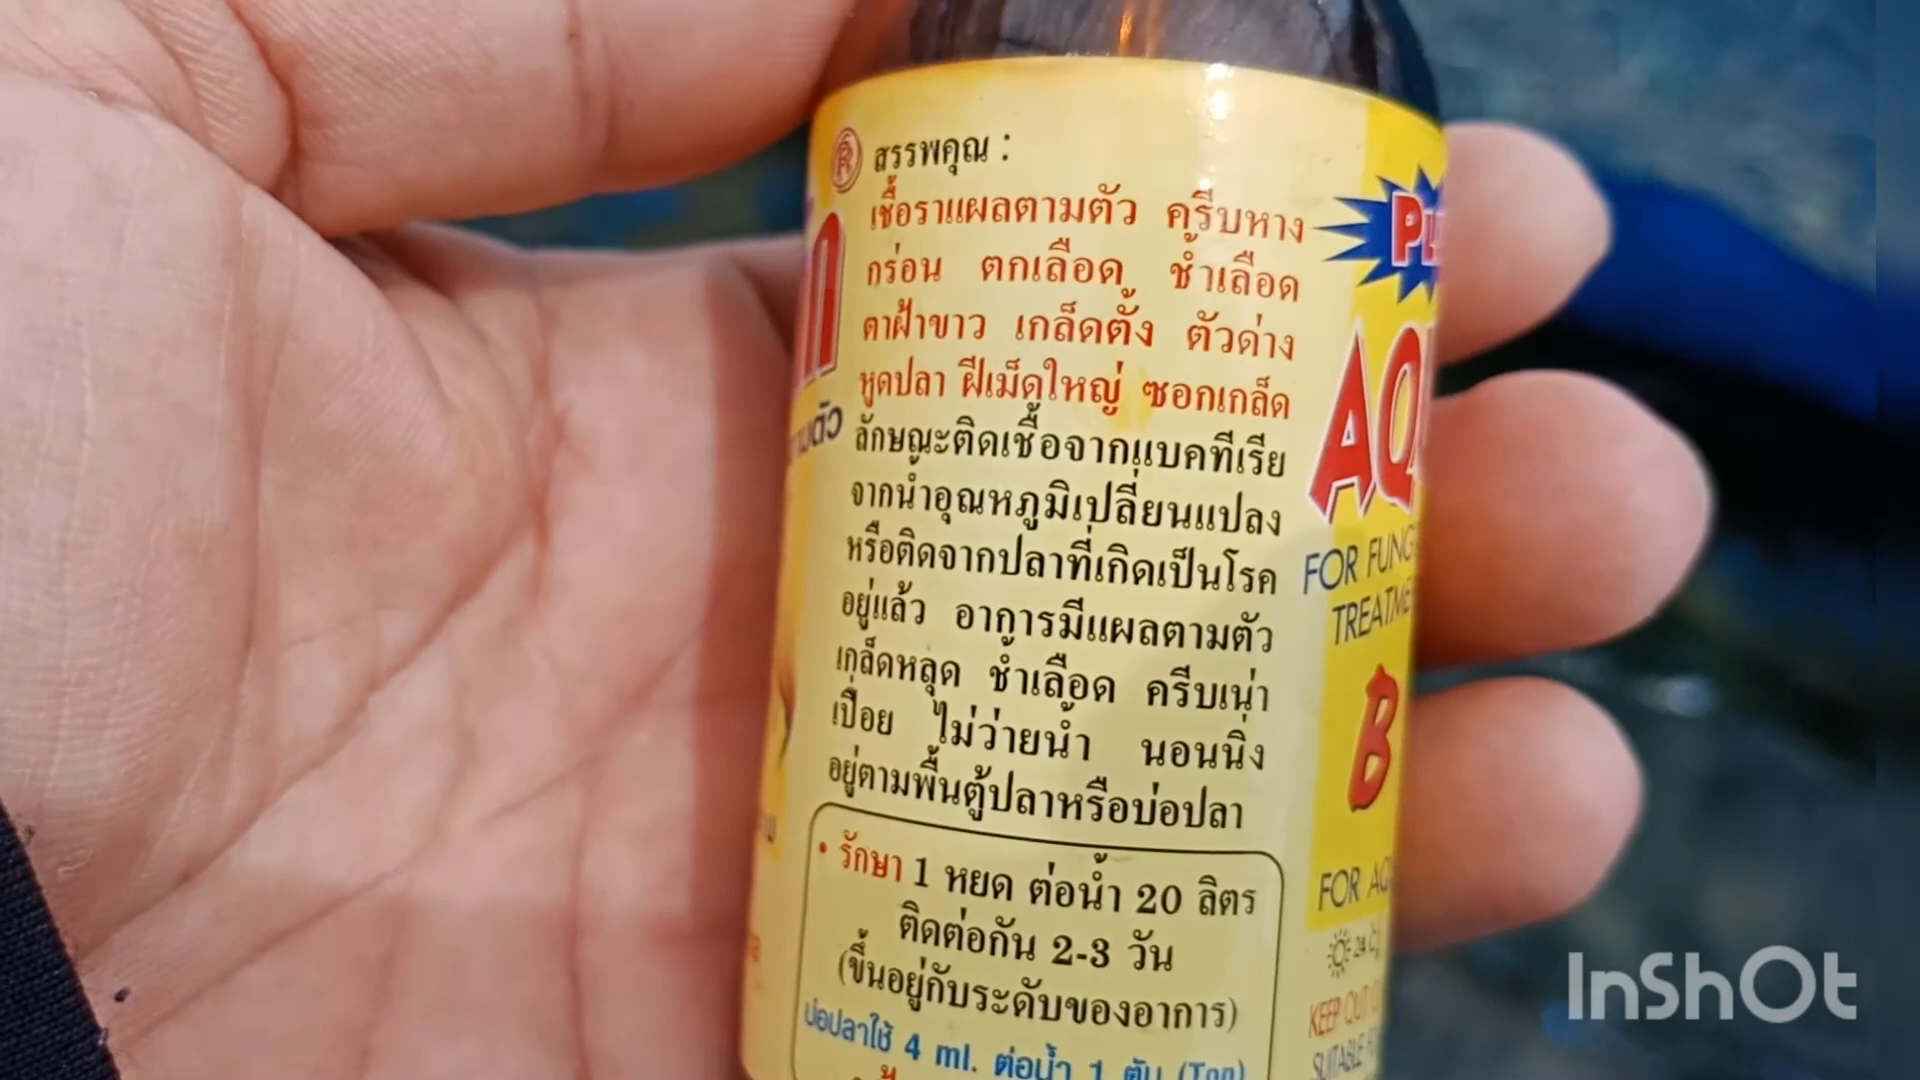 สรรพคุณ :
เชื้อราแผลตามตัว ครีบหาง
กร่อน ตกเลือด ช้ำเลือด
ตาฝ้าขาว เกล็ดตั้ง ตัวด่าง
หูดปลา ฝีเม็ดใหญ่ ซอกเกล็ด
ลักษณะติดเชื้อจากแบคทีเรีย
จากน้ำอุณหภูมิเปลี่ยนแปลง
หรือติดจากปลาที่เกิดเป็นโรค
อยู่แล้ว อาการมีแผลตามตัว
เกล็ดหลุด ช้ำเลือด ครีบเน่า
เปื่อย ไม่ว่ายน้ำ นอนนิ่ง
อยู่ตามพื้นตู้ปลาหรือบ่อปลา
• รักษา 1 หยด ต่อน้ำ 20 ลิตร
ติดต่อกัน 2-3 วัน
(ขึ้นอยู่กับระดับของอาการ)
บ่อปลาใช้ 4 ml. ต่อน้ำ 1 ตัน (Ton)
FOR
B
FOR
KEEP OUT
InShOt